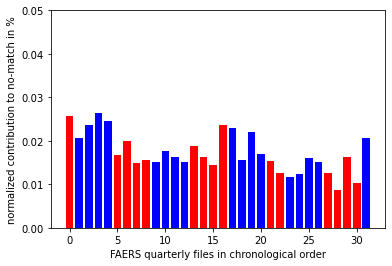 normalized contribution to no-match in %
0.05
0.04
0.03
0.02
0.01
0.00
0 5 10 15 20 25 30
FAERS quarterly files in chronological order